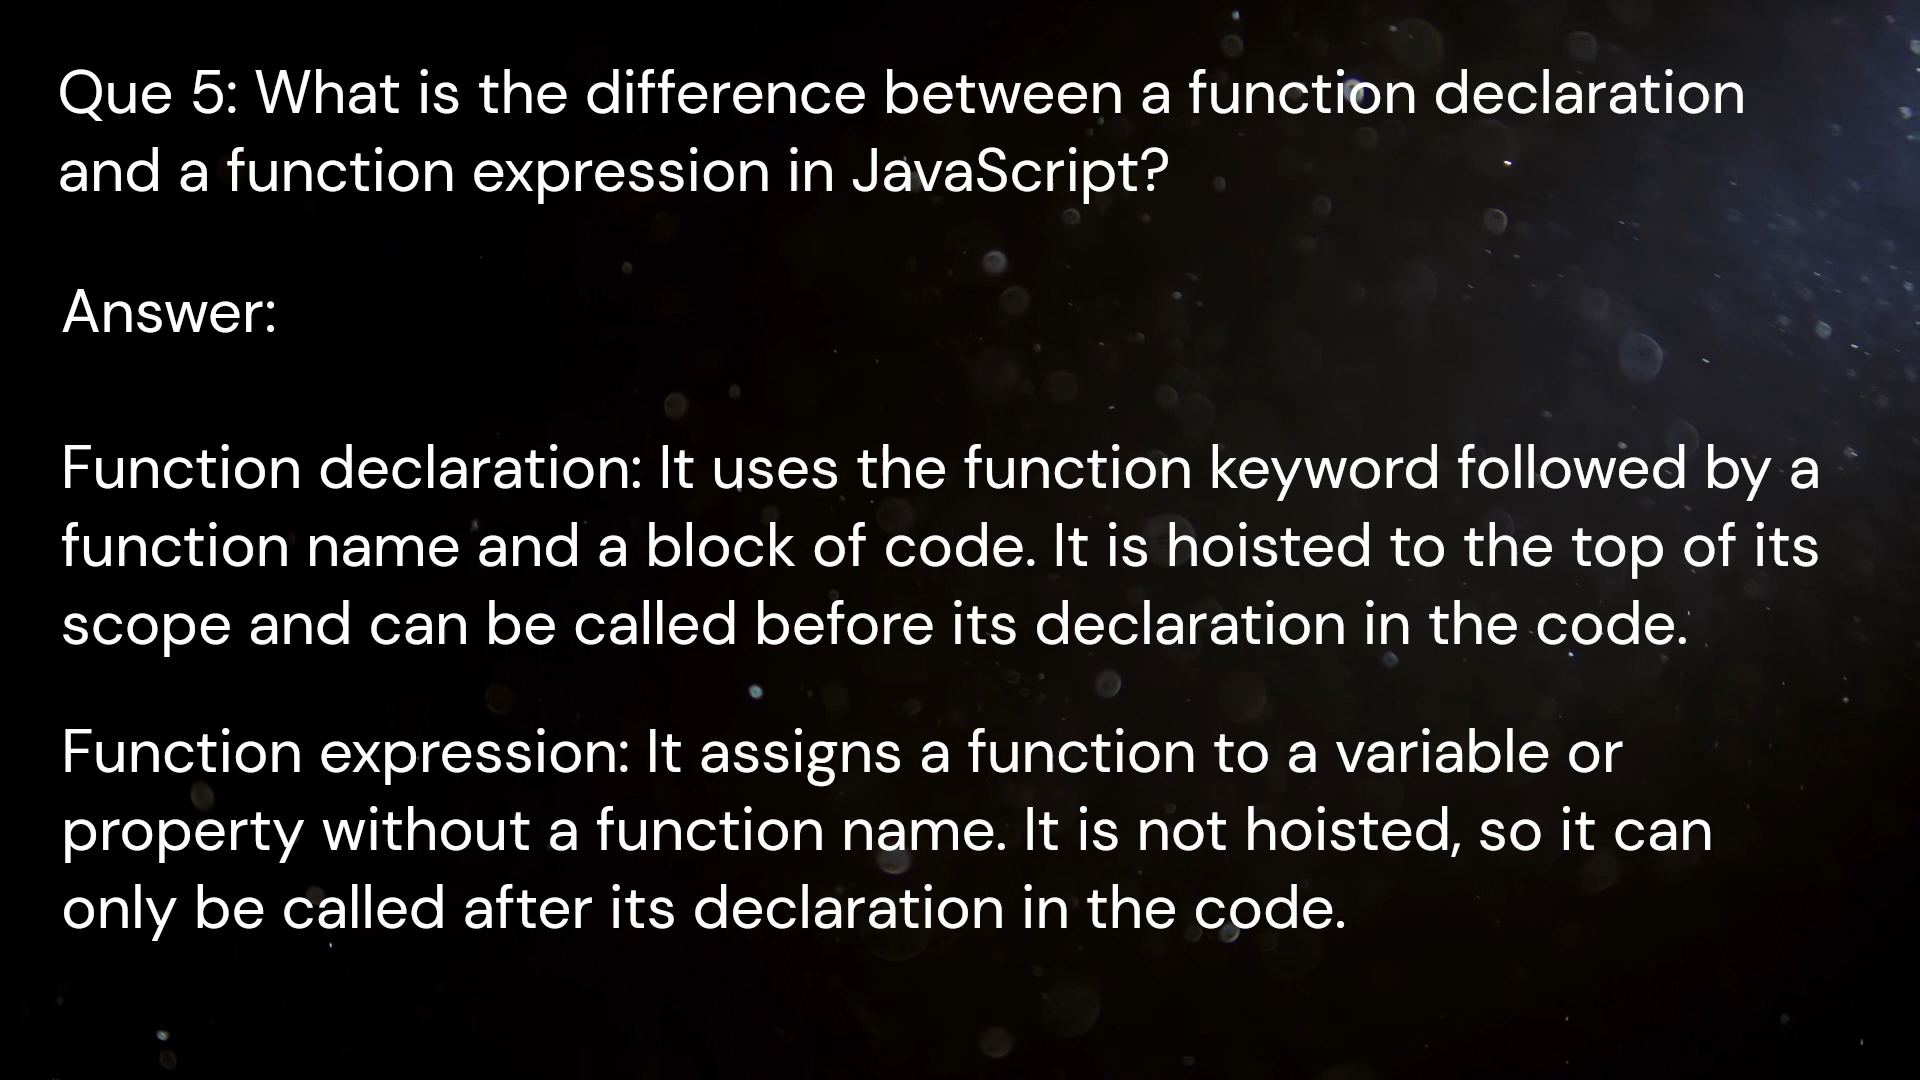 Que 5: What is the difference between a function declaration
and a function expression in JavaScript?
Answer:
Function declaration: It uses the function keyword followed by a
function name and a block of code. It is hoisted to the top of its
scope and can be called before its declaration in the code.
Function expression: It assigns a function to a variable or
property without a function name. It is not hoisted, so it can
only be called after its declaration in the code.